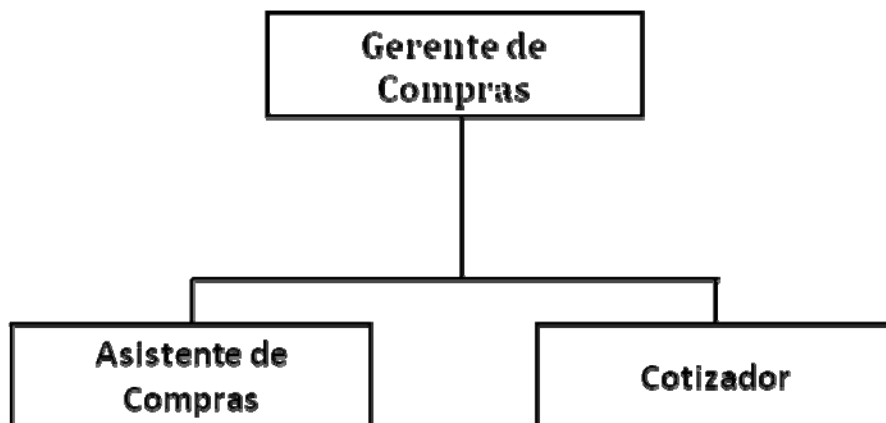 Gerente de
Compras
Asistente de
Compras
Cotizador